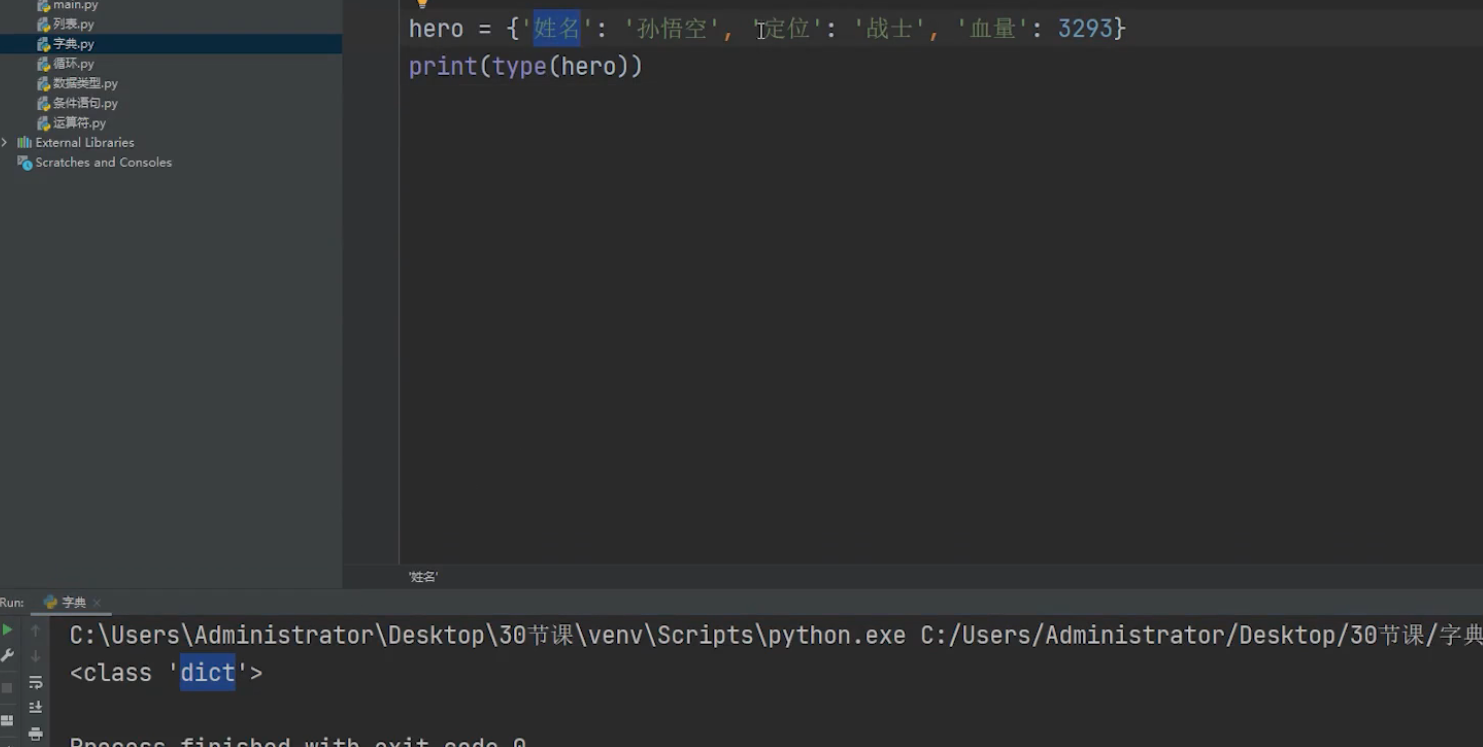 main.py
列表.py
字典.py
循环.py
数据类型.py
条件语句.py
运算符.py
External Libraries
Scratches and Consoles
hero = {'姓名': '孙悟空', '定位': '战士', '血量': 3293}
print(type(hero))
'姓名'
Run: 字典
C:\Users\Administrator\Desktop\30节课\venv\Scripts\python.exe C:/Users/Administrator/Desktop/30节课/字典
<class 'dict'>
Process finished with exit code 0